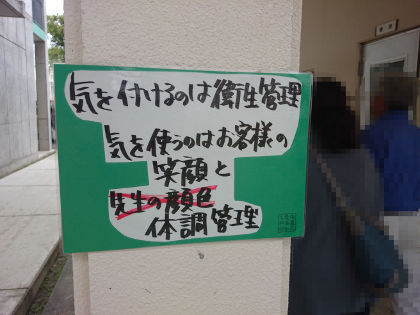 気を付けるのは衛生管理
気を使うのはお客様の
笑顔と
先生の顔色
体調管理